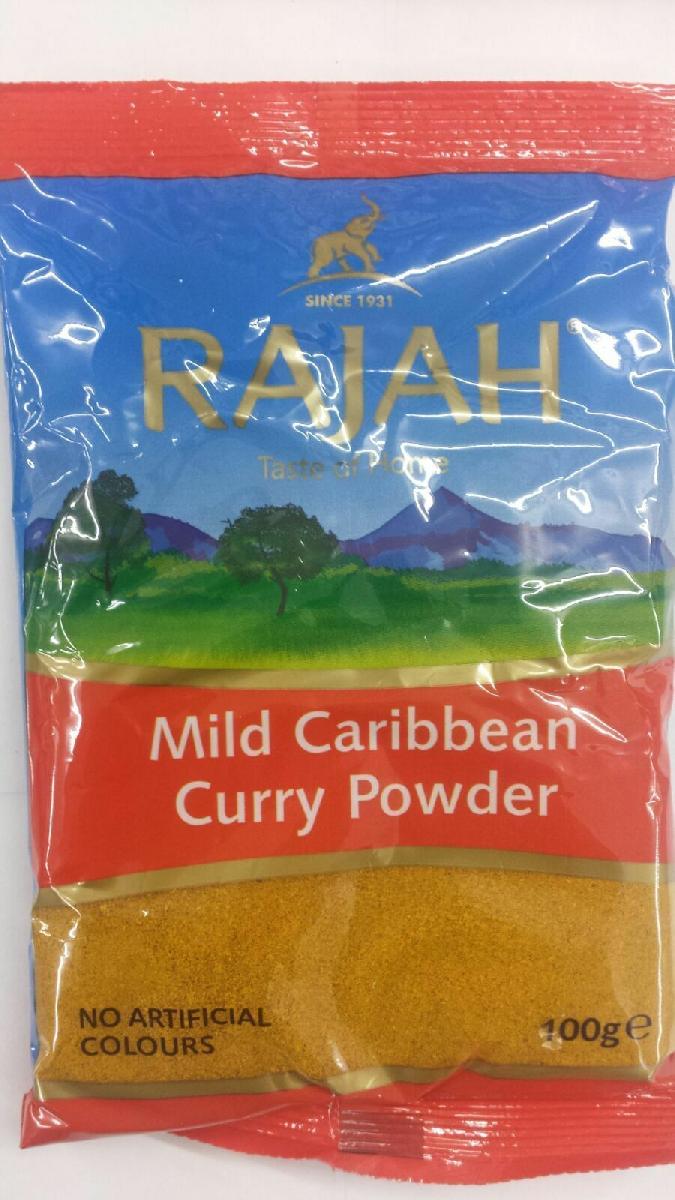 SINCE 1931
RAJAH®
Taste of Home
Mild Caribbean
Curry Powder
NO ARTIFICIAL
COLOURS
100g ℮